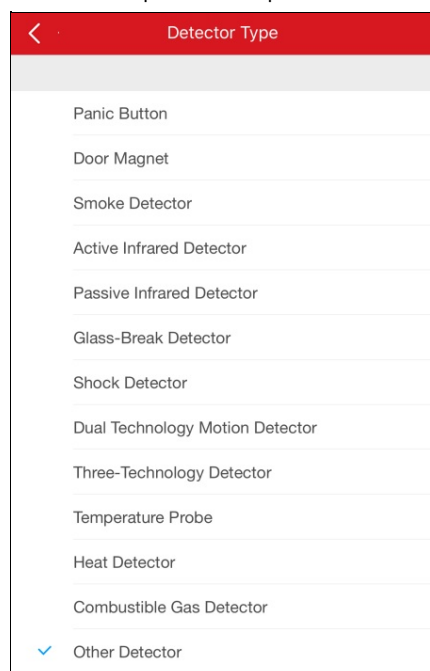 Detector Type
Panic Button
Door Magnet
Smoke Detector
Active Infrared Detector
Passive Infrared Detector
Glass-Break Detector
Shock Detector
Dual Technology Motion Detector
Three-Technology Detector
Temperature Probe
Heat Detector
Combustible Gas Detector
Other Detector